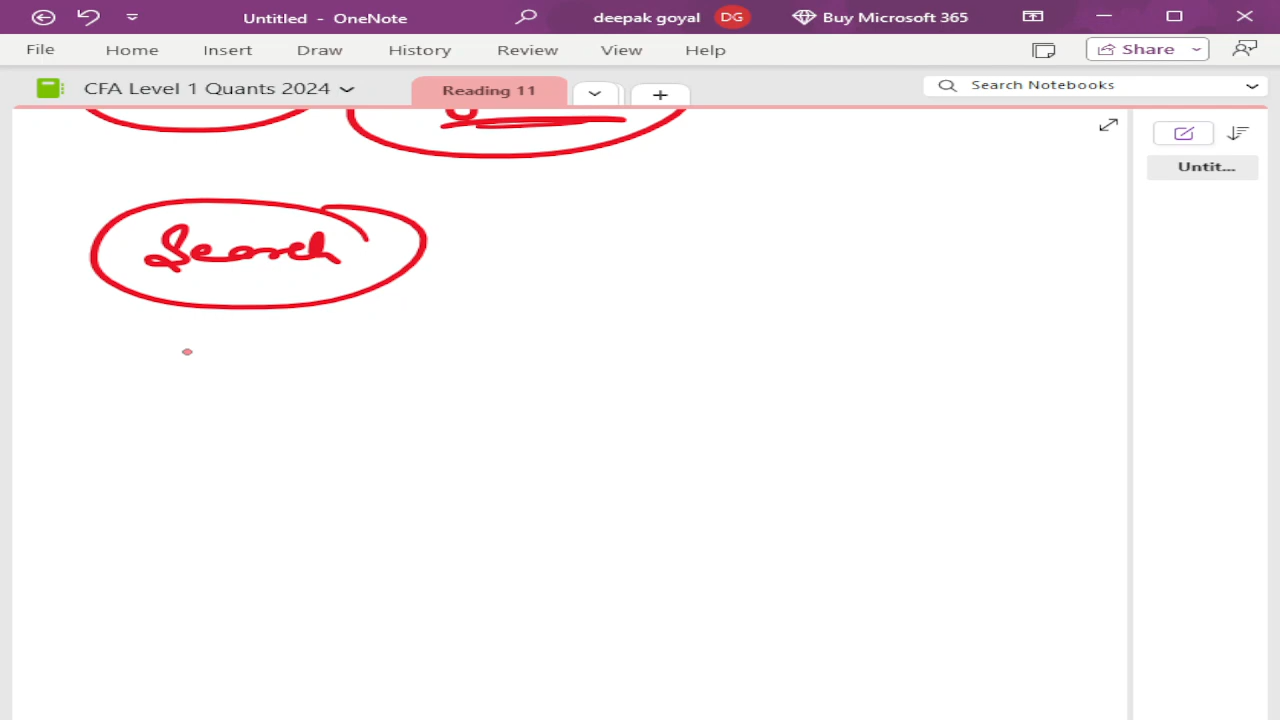 Untitled - OneNote
deepak goyal
DG
Buy Microsoft 365
File
Home
Insert
Draw
History
Review
View
Help
Share
CFA Level 1 Quants 2024
Reading 11
Search Notebooks
Untit...
Search